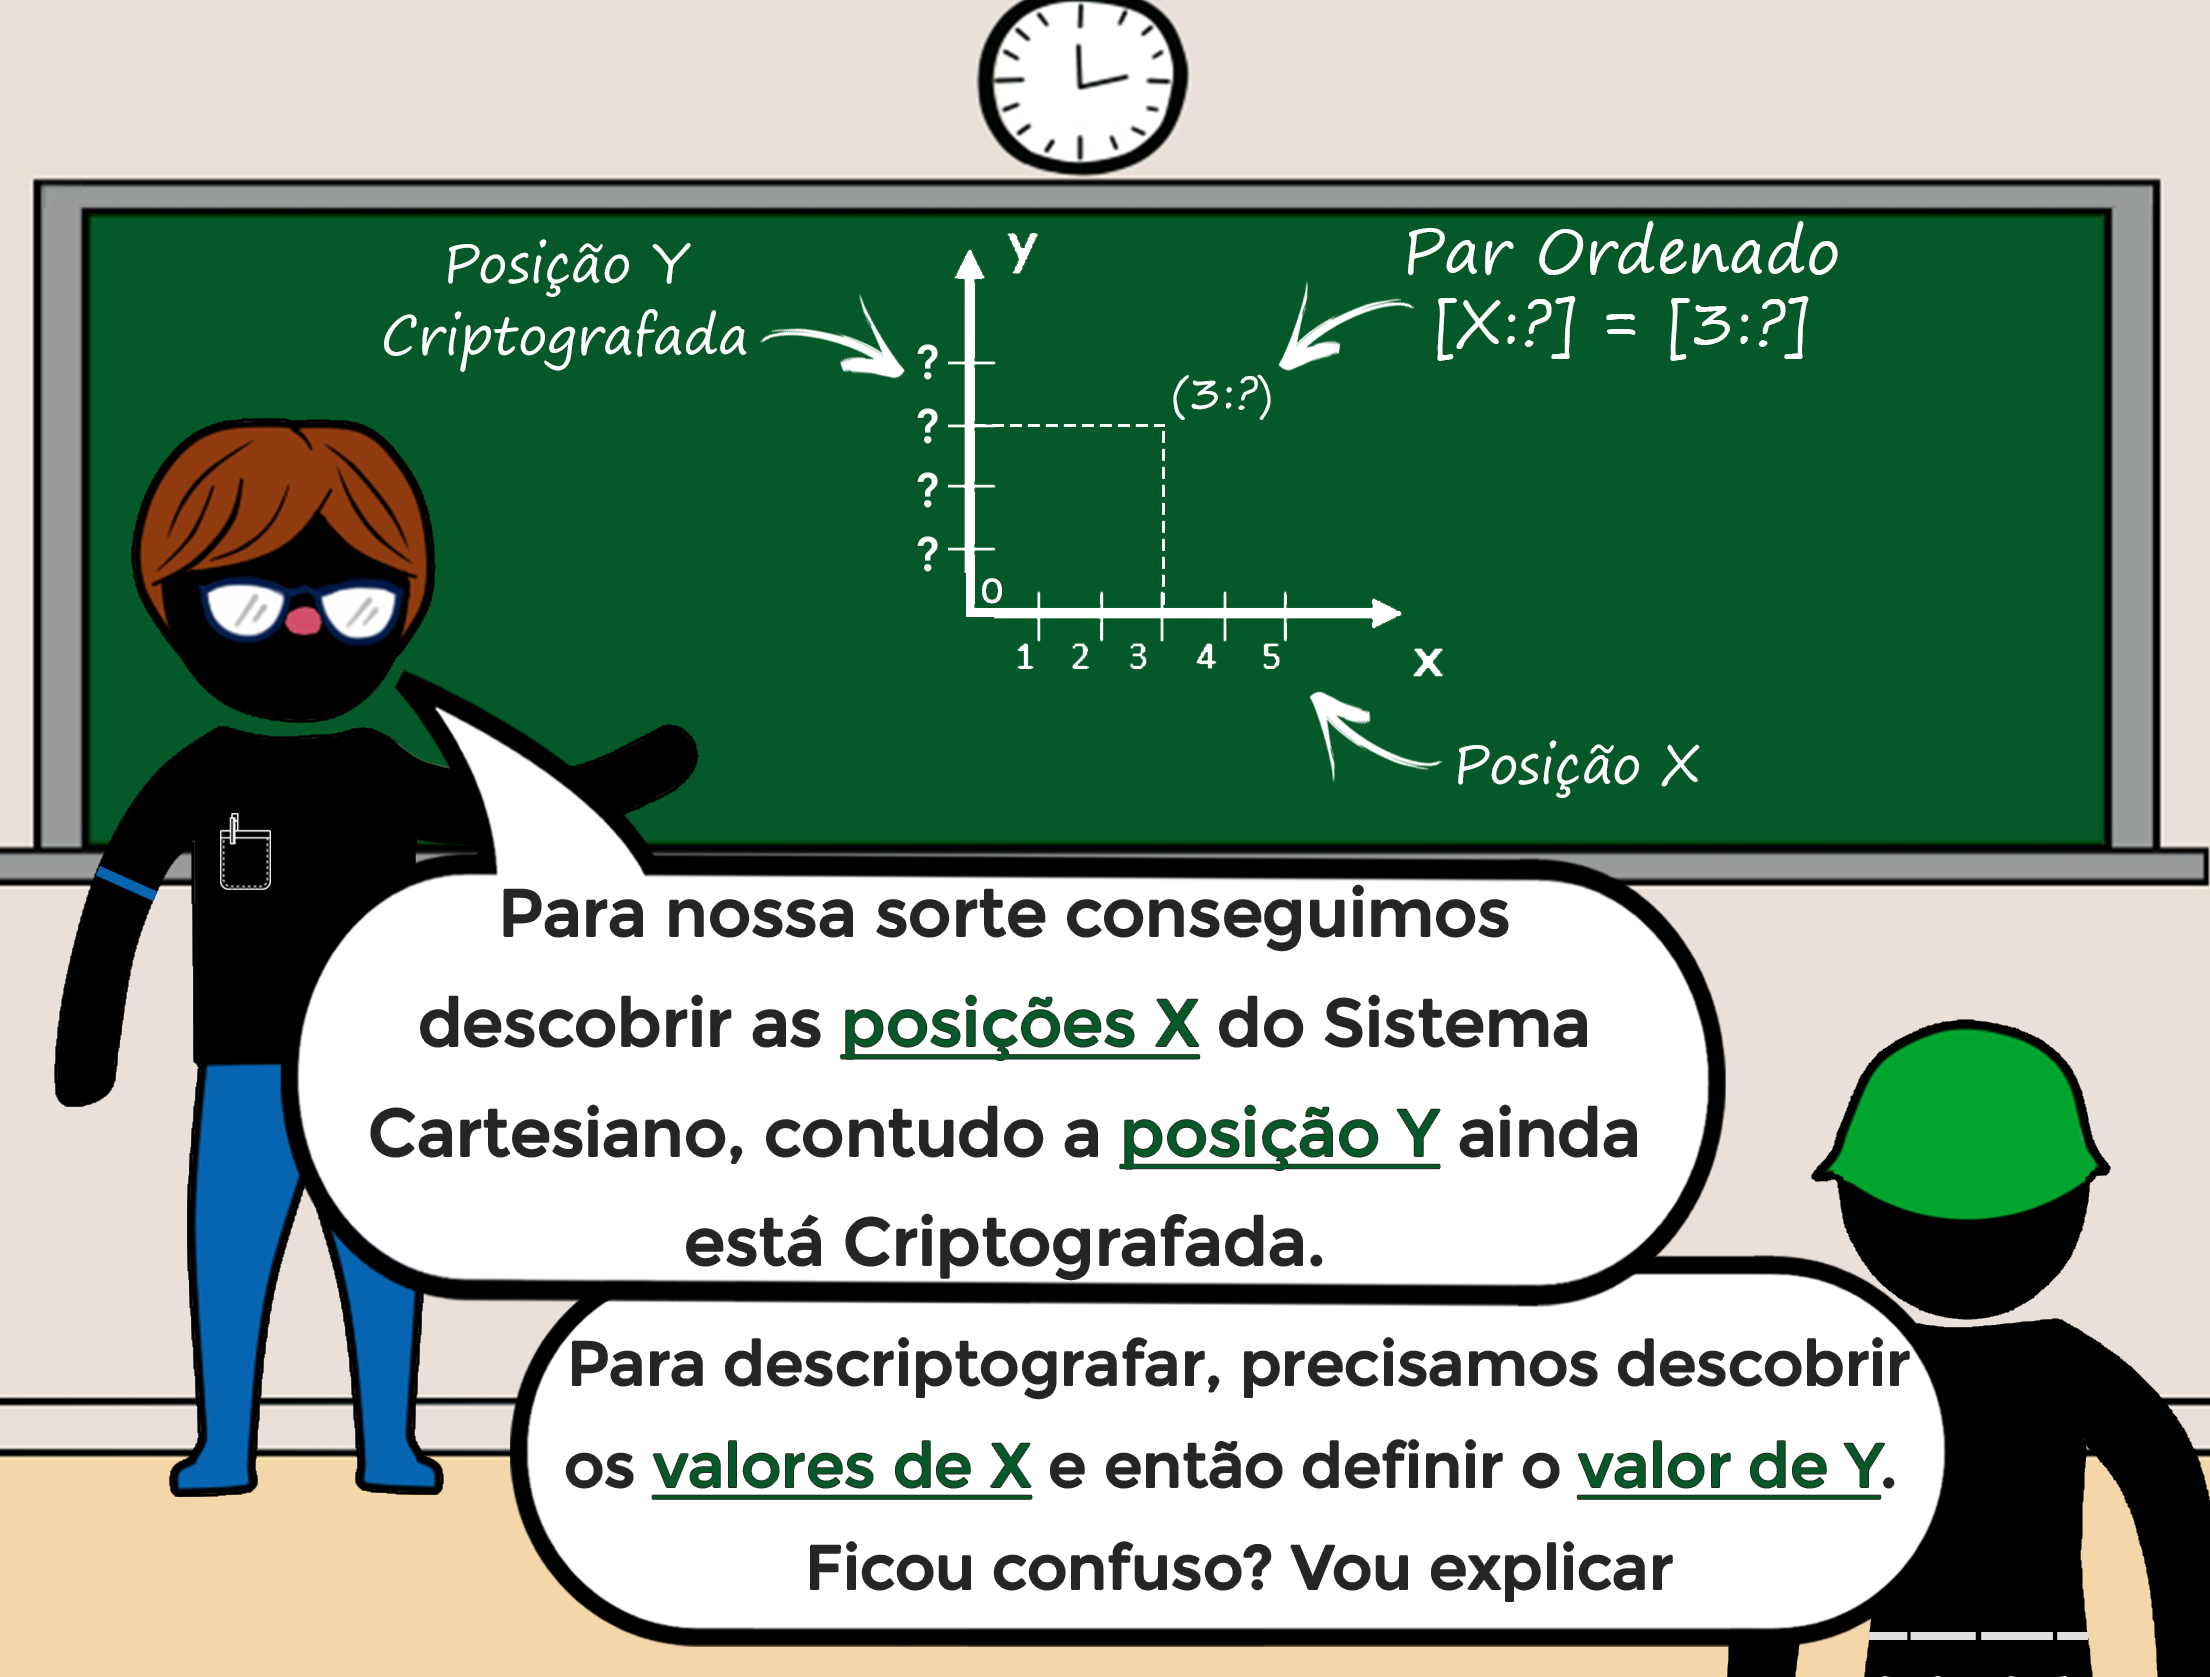 Posição Y
Criptografada
y
Par Ordenado
[X:?] = [3:?]
?
(3:?)
?
?
?
0
1 2 3 4 5
x
Posição X
Para nossa sorte conseguimos
descobrir as posições X do Sistema
Cartesiano, contudo a posição Y ainda
está Criptografada.
Para descriptografar, precisamos descobrir
os valores de X e então definir o valor de Y.
Ficou confuso? Vou explicar